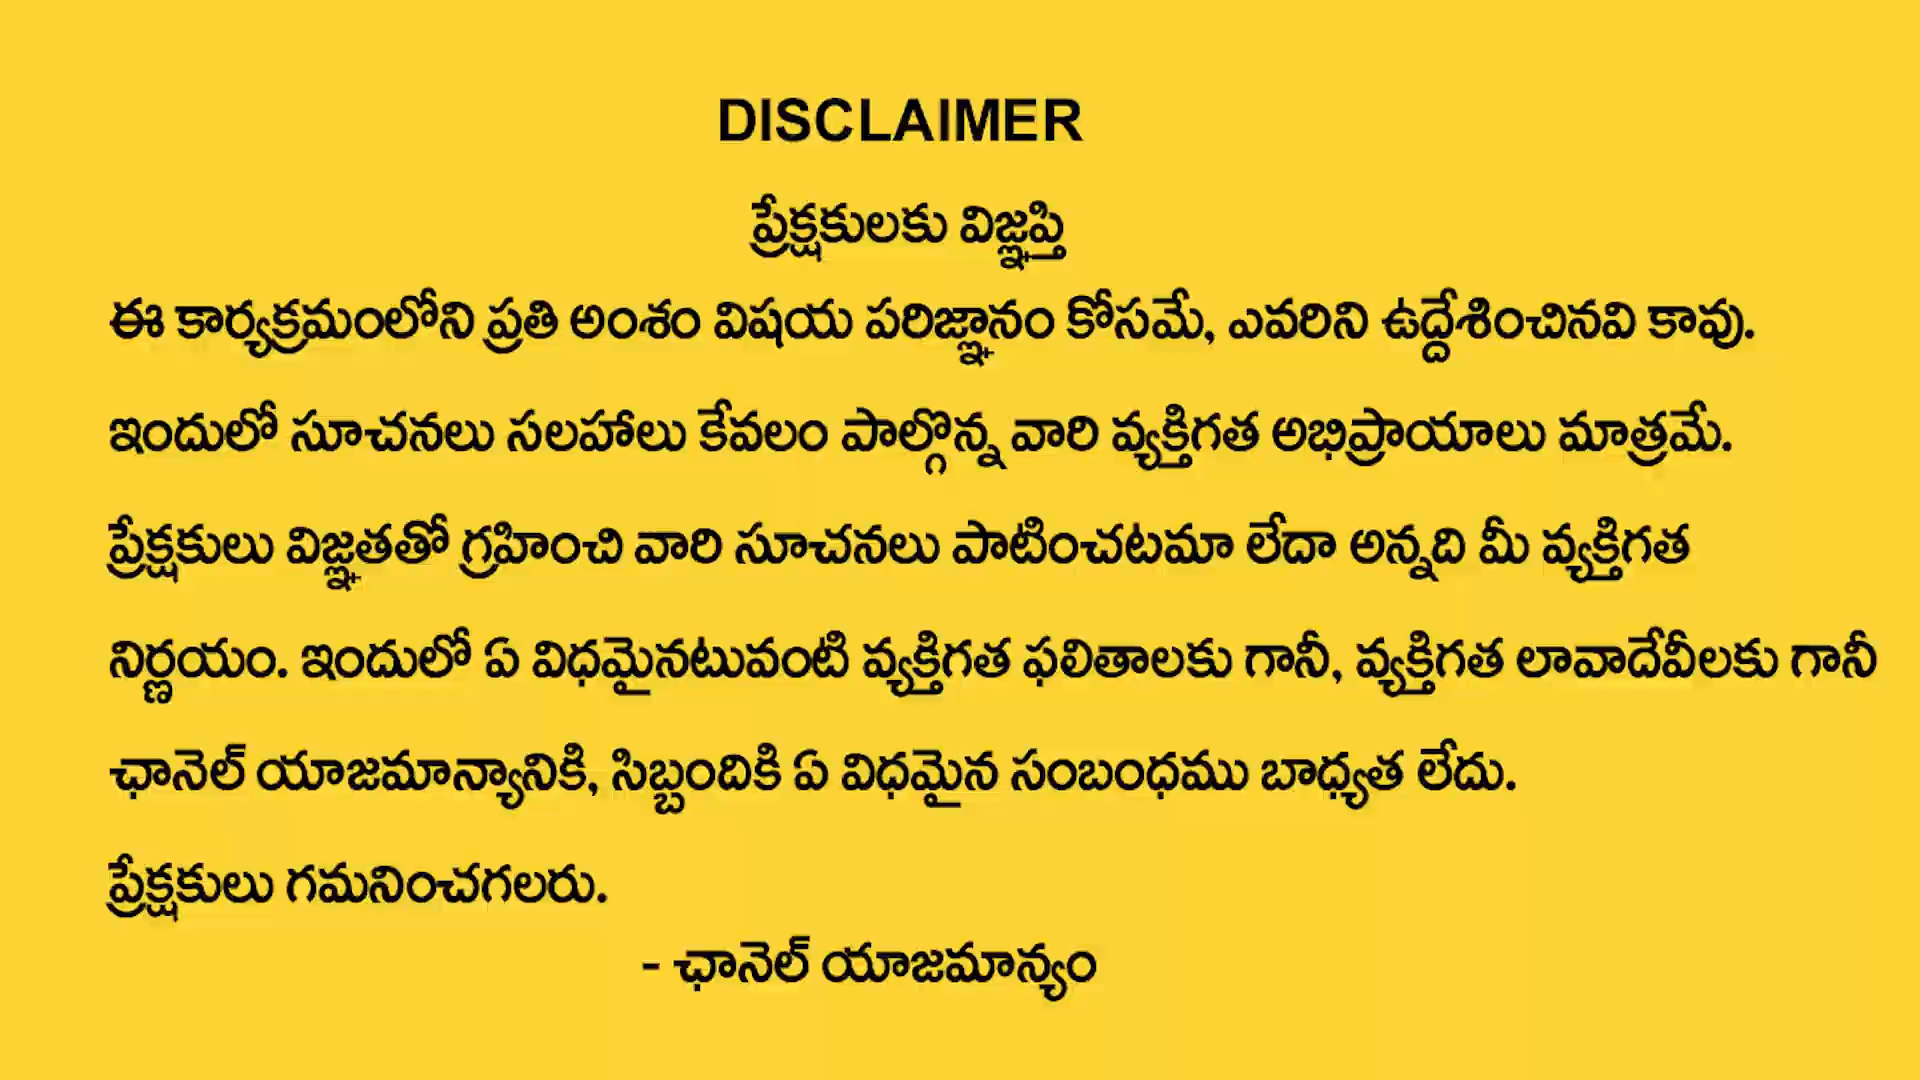 DISCLAIMER
ప్రేక్షకులకు విజ్ఞప్తి
ఈ కార్యక్రమంలోని ప్రతి అంశం విషయ పరిజ్ఞానం కోసమే, ఎవరిని ఉద్దేశించినవి కావు.
ఇందులో సూచనలు సలహాలు కేవలం పాల్గొన్న వారి వ్యక్తిగత అభిప్రాయాలు మాత్రమే.
ప్రేక్షకులు విజ్ఞతతో గ్రహించి వారి సూచనలు పాటించటమా లేదా అన్నది మీ వ్యక్తిగత
నిర్ణయం. ఇందులో ఏ విధమైనటువంటి వ్యక్తిగత ఫలితాలకు గానీ, వ్యక్తిగత లావాదేవీలకు గానీ
ఛానెల్ యాజమాన్యానికి, సిబ్బందికి ఏ విధమైన సంబంధము బాధ్యత లేదు.
ప్రేక్షకులు గమనించగలరు.
- ఛానెల్ యాజమాన్యం